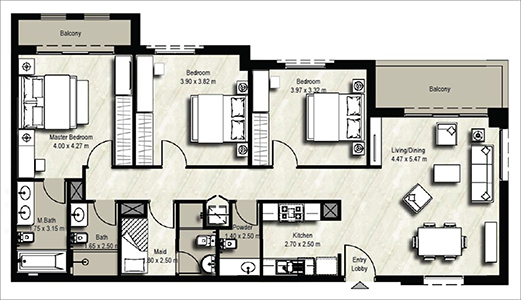 Balcony
Bedroom
3.90 x 3.82
Bedroom
3.97 x 3.32
Balcony
Master Bedroom
4.00 x 4.27
Living/Dining
4.47 x 5.47
M.Bath
75 x 3.15
Bath
1.65 x 2.50
Maid
.80 x 2.50
Powder
1.40 x 2.50
Kitchen
2.70 x 2.50
Entry
Lobby